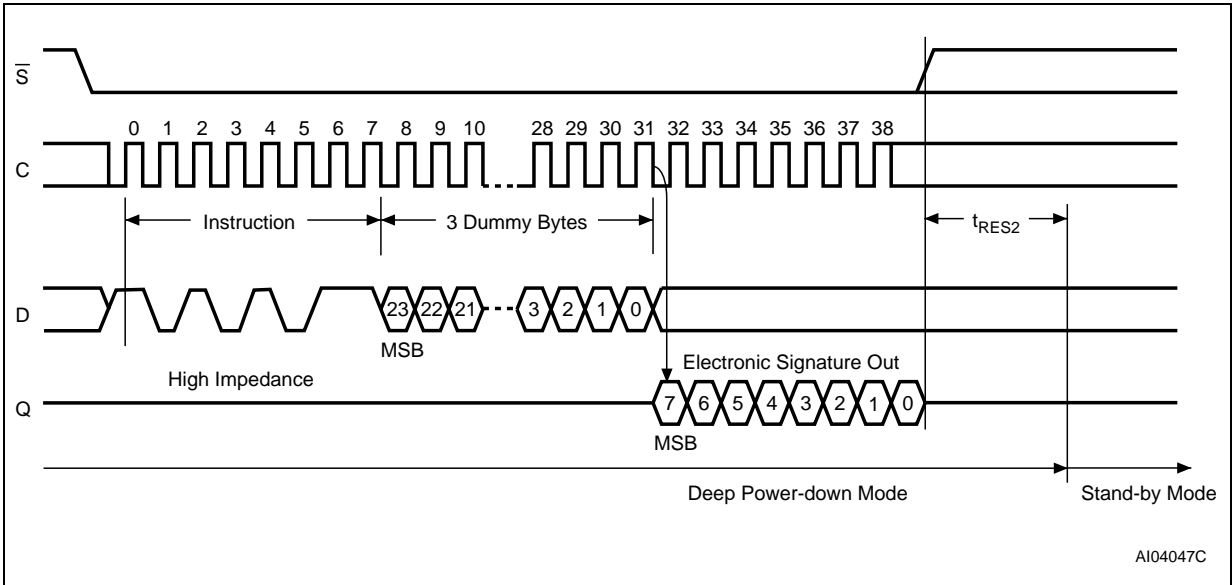 S
0 1 2 3 4 5 6 7 8 9 10 28 29 30 31 32 33 34 35 36 37 38
C
Instruction 3 Dummy Bytes tRES2
D 23 22 21 3 2 1 0
MSB
High Impedance Electronic Signature Out
Q 7 6 5 4 3 2 1 0
MSB
Deep Power-down Mode Stand-by Mode
AI04047C